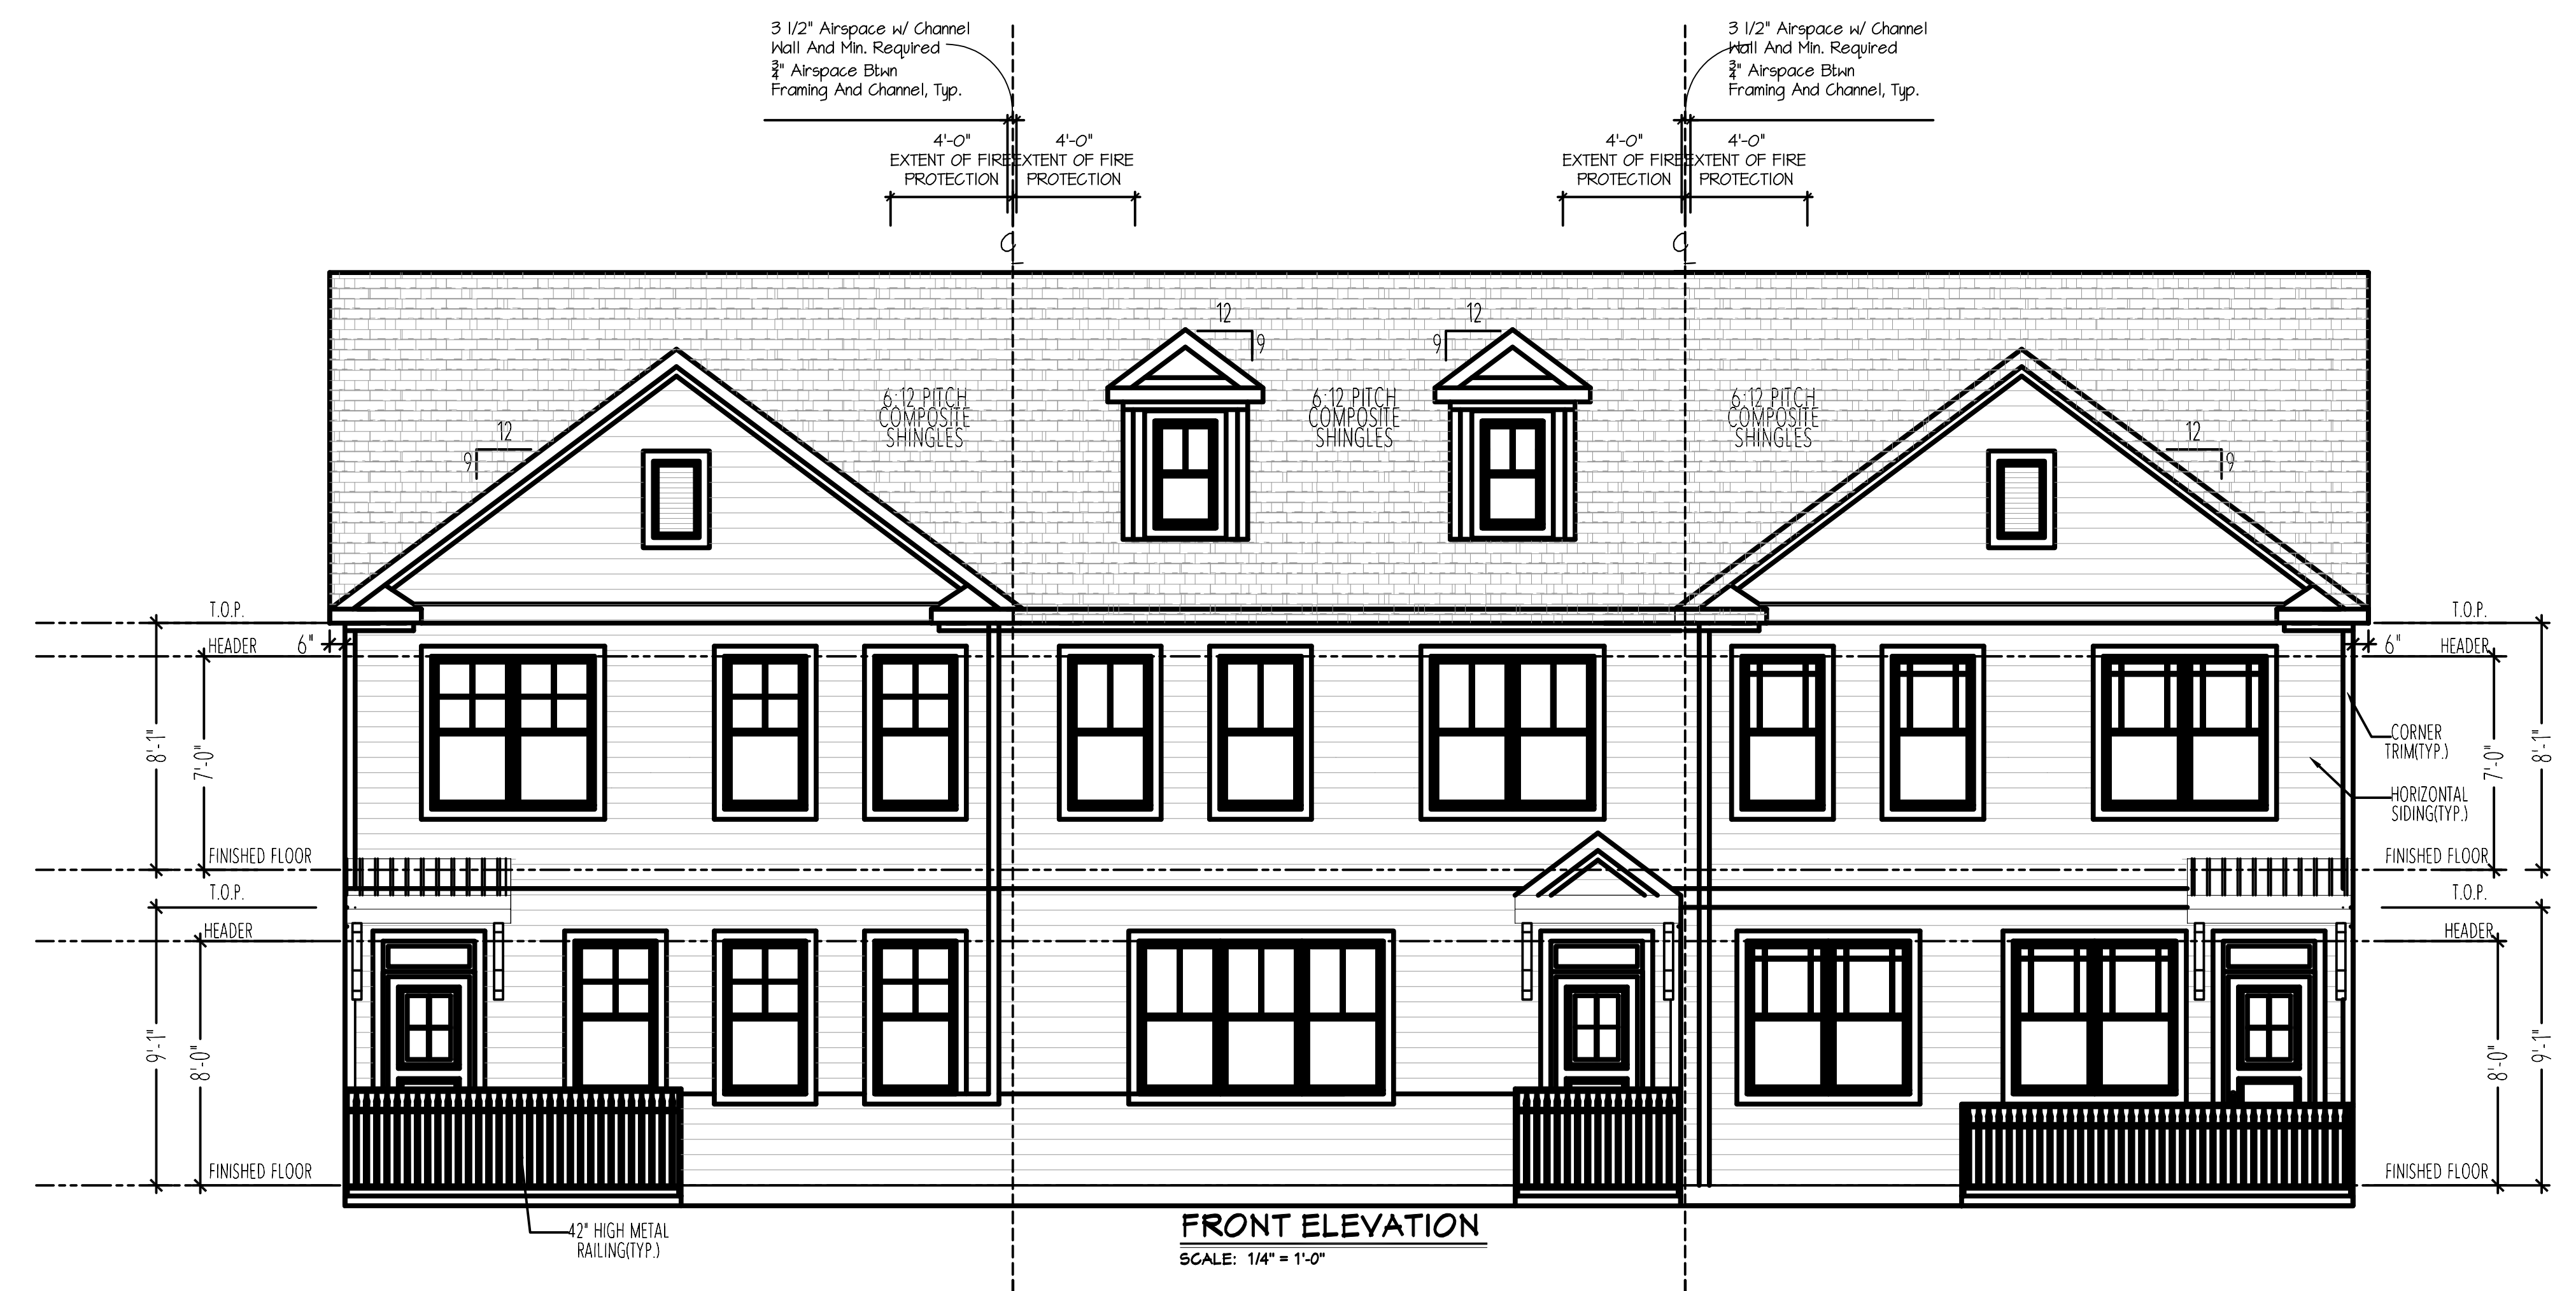 3 1/2" Airspace w/ Channel
Wall And Min. Required
3/4" Airspace Btwn
Framing And Channel, Typ.
3 1/2" Airspace w/ Channel
Wall And Min. Required
3/4" Airspace Btwn
Framing And Channel, Typ.
4'-0"
EXTENT OF FIRE
PROTECTION
4'-0"
EXTENT OF FIRE
PROTECTION
4'-0"
EXTENT OF FIRE
PROTECTION
4'-0"
EXTENT OF FIRE
PROTECTION
CL
CL
12
9
12
9
6:12 PITCH
COMPOSITE
SHINGLES
6:12 PITCH
COMPOSITE
SHINGLES
6:12 PITCH
COMPOSITE
SHINGLES
12
9
12
9
T.O.P.
HEADER
6"
8'-1"
7'-0"
FINISHED FLOOR
T.O.P.
HEADER
9'-1"
8'-0"
FINISHED FLOOR
T.O.P.
6"
HEADER
CORNER
TRIM(TYP.)
7'-0"
8'-1"
HORIZONTAL
SIDING(TYP.)
FINISHED FLOOR
T.O.P.
HEADER
8'-0"
9'-1"
FINISHED FLOOR
42" HIGH METAL
RAILING(TYP.)
FRONT ELEVATION
SCALE: 1/4" = 1'-0"